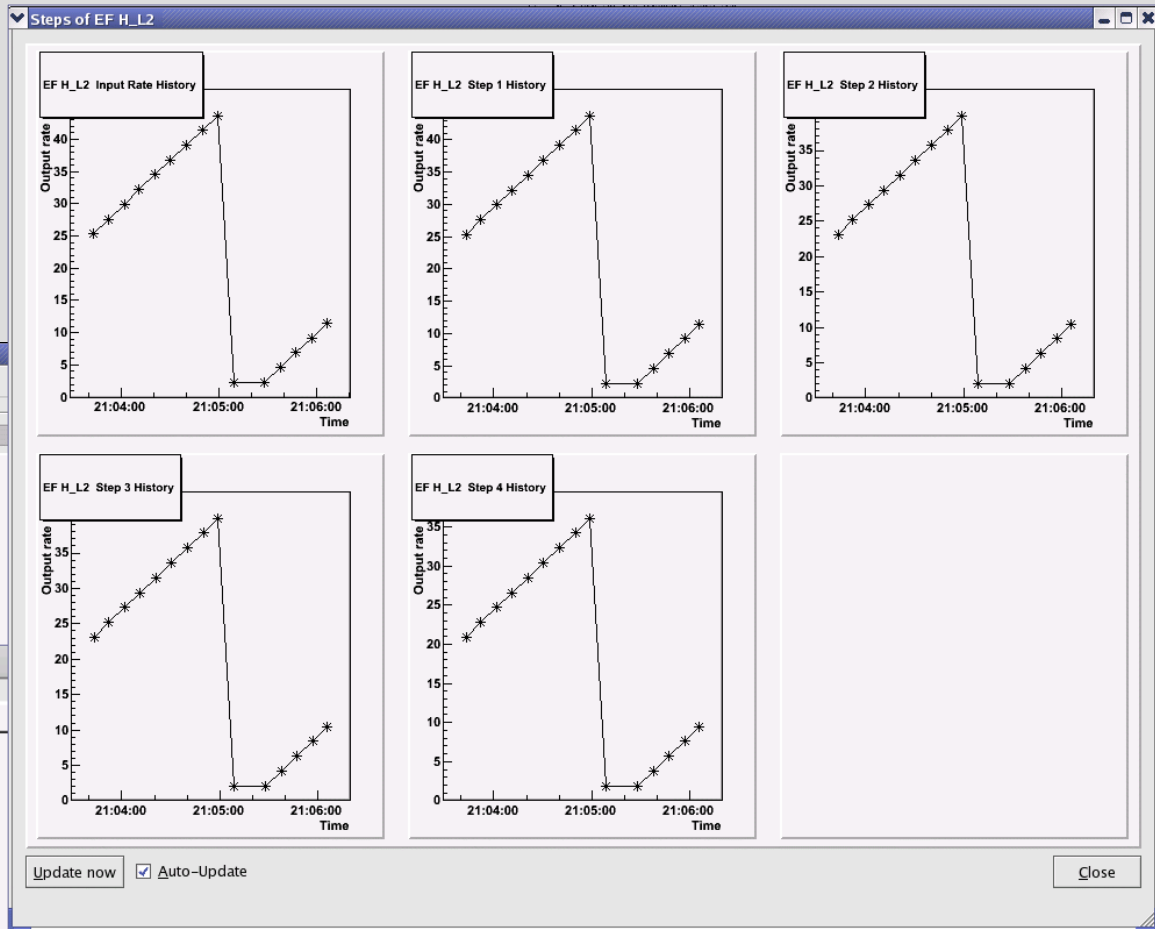 Steps of EF H_L2
EF H_L2 Input Rate History
Output rate
40
35
30
25
20
15
10
5
0
21:04:00 21:05:00 21:06:00
Time
EF H_L2 Step 1 History
Output rate
40
35
30
25
20
15
10
5
0
21:04:00 21:05:00 21:06:00
Time
EF H_L2 Step 2 History
Output rate
35
30
25
20
15
10
5
0
21:04:00 21:05:00 21:06:00
Time
EF H_L2 Step 3 History
Output rate
35
30
25
20
15
10
5
0
21:04:00 21:05:00 21:06:00
Time
EF H_L2 Step 4 History
Output rate
35
30
25
20
15
10
5
0
21:04:00 21:05:00 21:06:00
Time
Update now Auto-Update Close